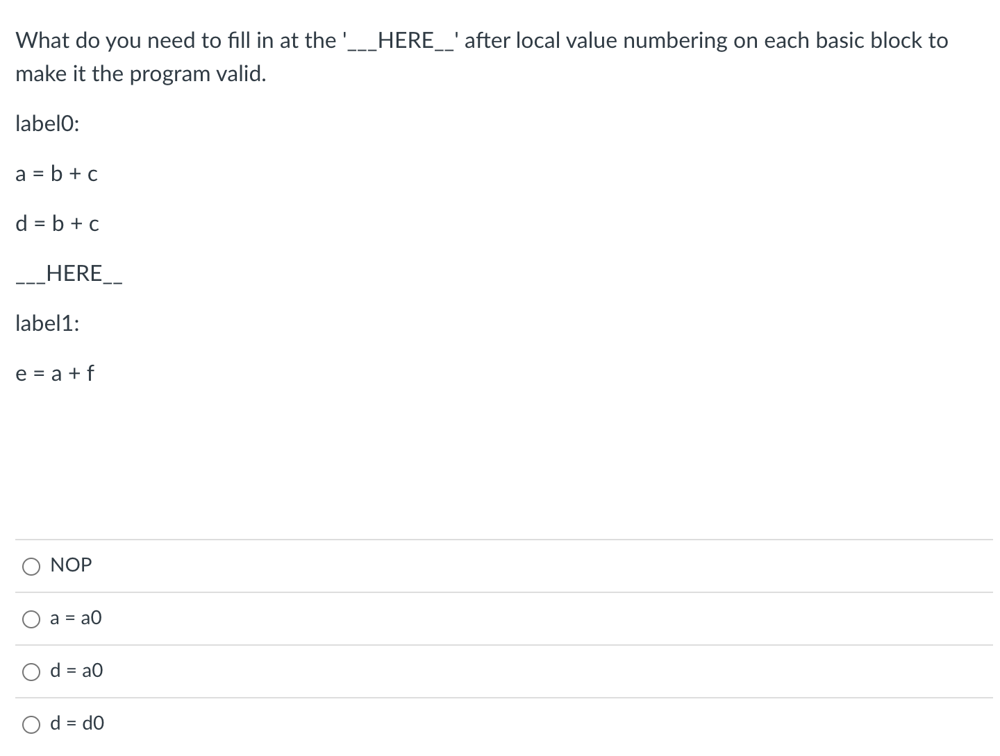 What do you need to fill in at the '___HERE__' after local value numbering on each basic block to
make it the program valid.
label0:
a = b + c
d = b + c
___HERE__
label1:
e = a + f
NOP
a = a0
d = a0
d = d0